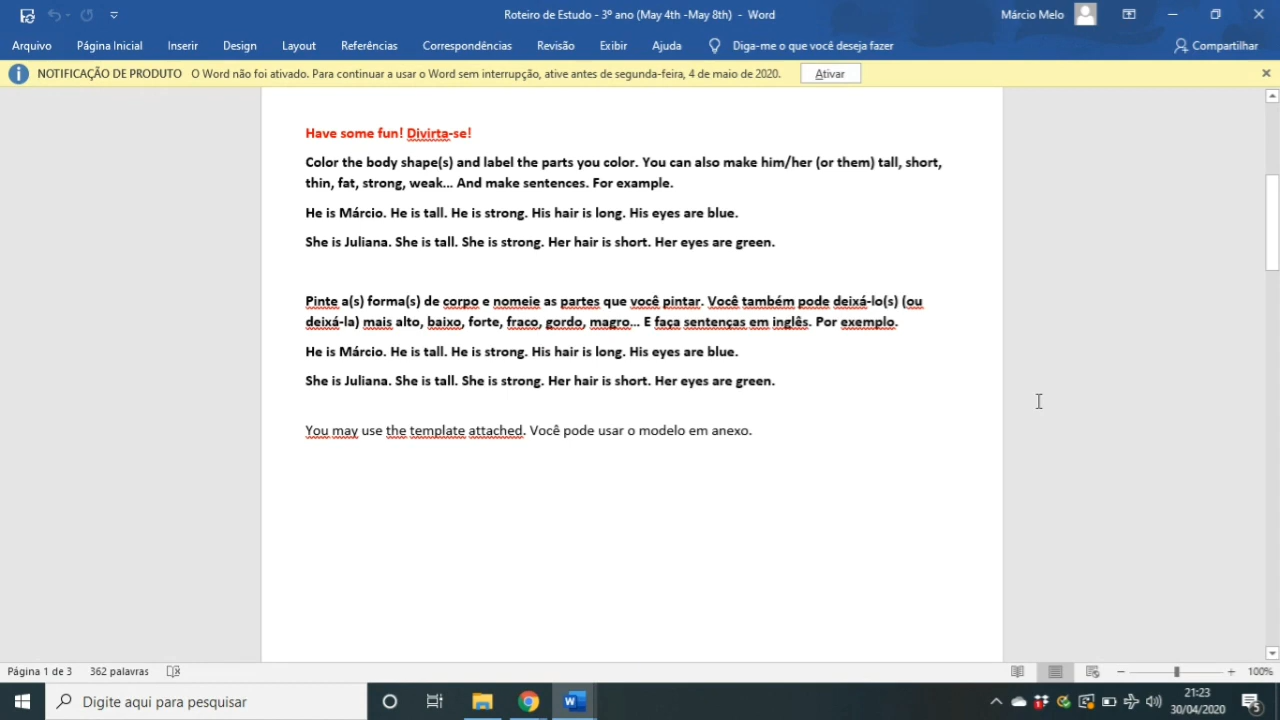 Roteiro de Estudo - 3º ano (May 4th -May 8th) - Word
Márcio Melo
Arquivo Página Inicial Inserir Design Layout Referências Correspondências Revisão Exibir Ajuda Diga-me o que você deseja fazer Compartilhar
NOTIFICAÇÃO DE PRODUTO O Word não foi ativado. Para continuar a usar o Word sem interrupção, ative antes de segunda-feira, 4 de maio de 2020. Ativar
Have some fun! Divirta-se!
Color the body shape(s) and label the parts you color. You can also make him/her (or them) tall, short,
thin, fat, strong, weak... And make sentences. For example.
He is Márcio. He is tall. He is strong. His hair is long. His eyes are blue.
She is Juliana. She is tall. She is strong. Her hair is short. Her eyes are green.
Pinte a(s) forma(s) de corpo e nomeie as partes que você pintar. Você também pode deixá-lo(s) (ou
deixá-la) mais alto, baixo, forte, fraco, gordo, magro... E faça sentenças em inglês. Por exemplo.
He is Márcio. He is tall. He is strong. His hair is long. His eyes are blue.
She is Juliana. She is tall. She is strong. Her hair is short. Her eyes are green.
You may use the template attached. Você pode usar o modelo em anexo.
Página 1 de 3 362 palavras 100%
Digite aqui para pesquisar
21:23
30/04/2020
5